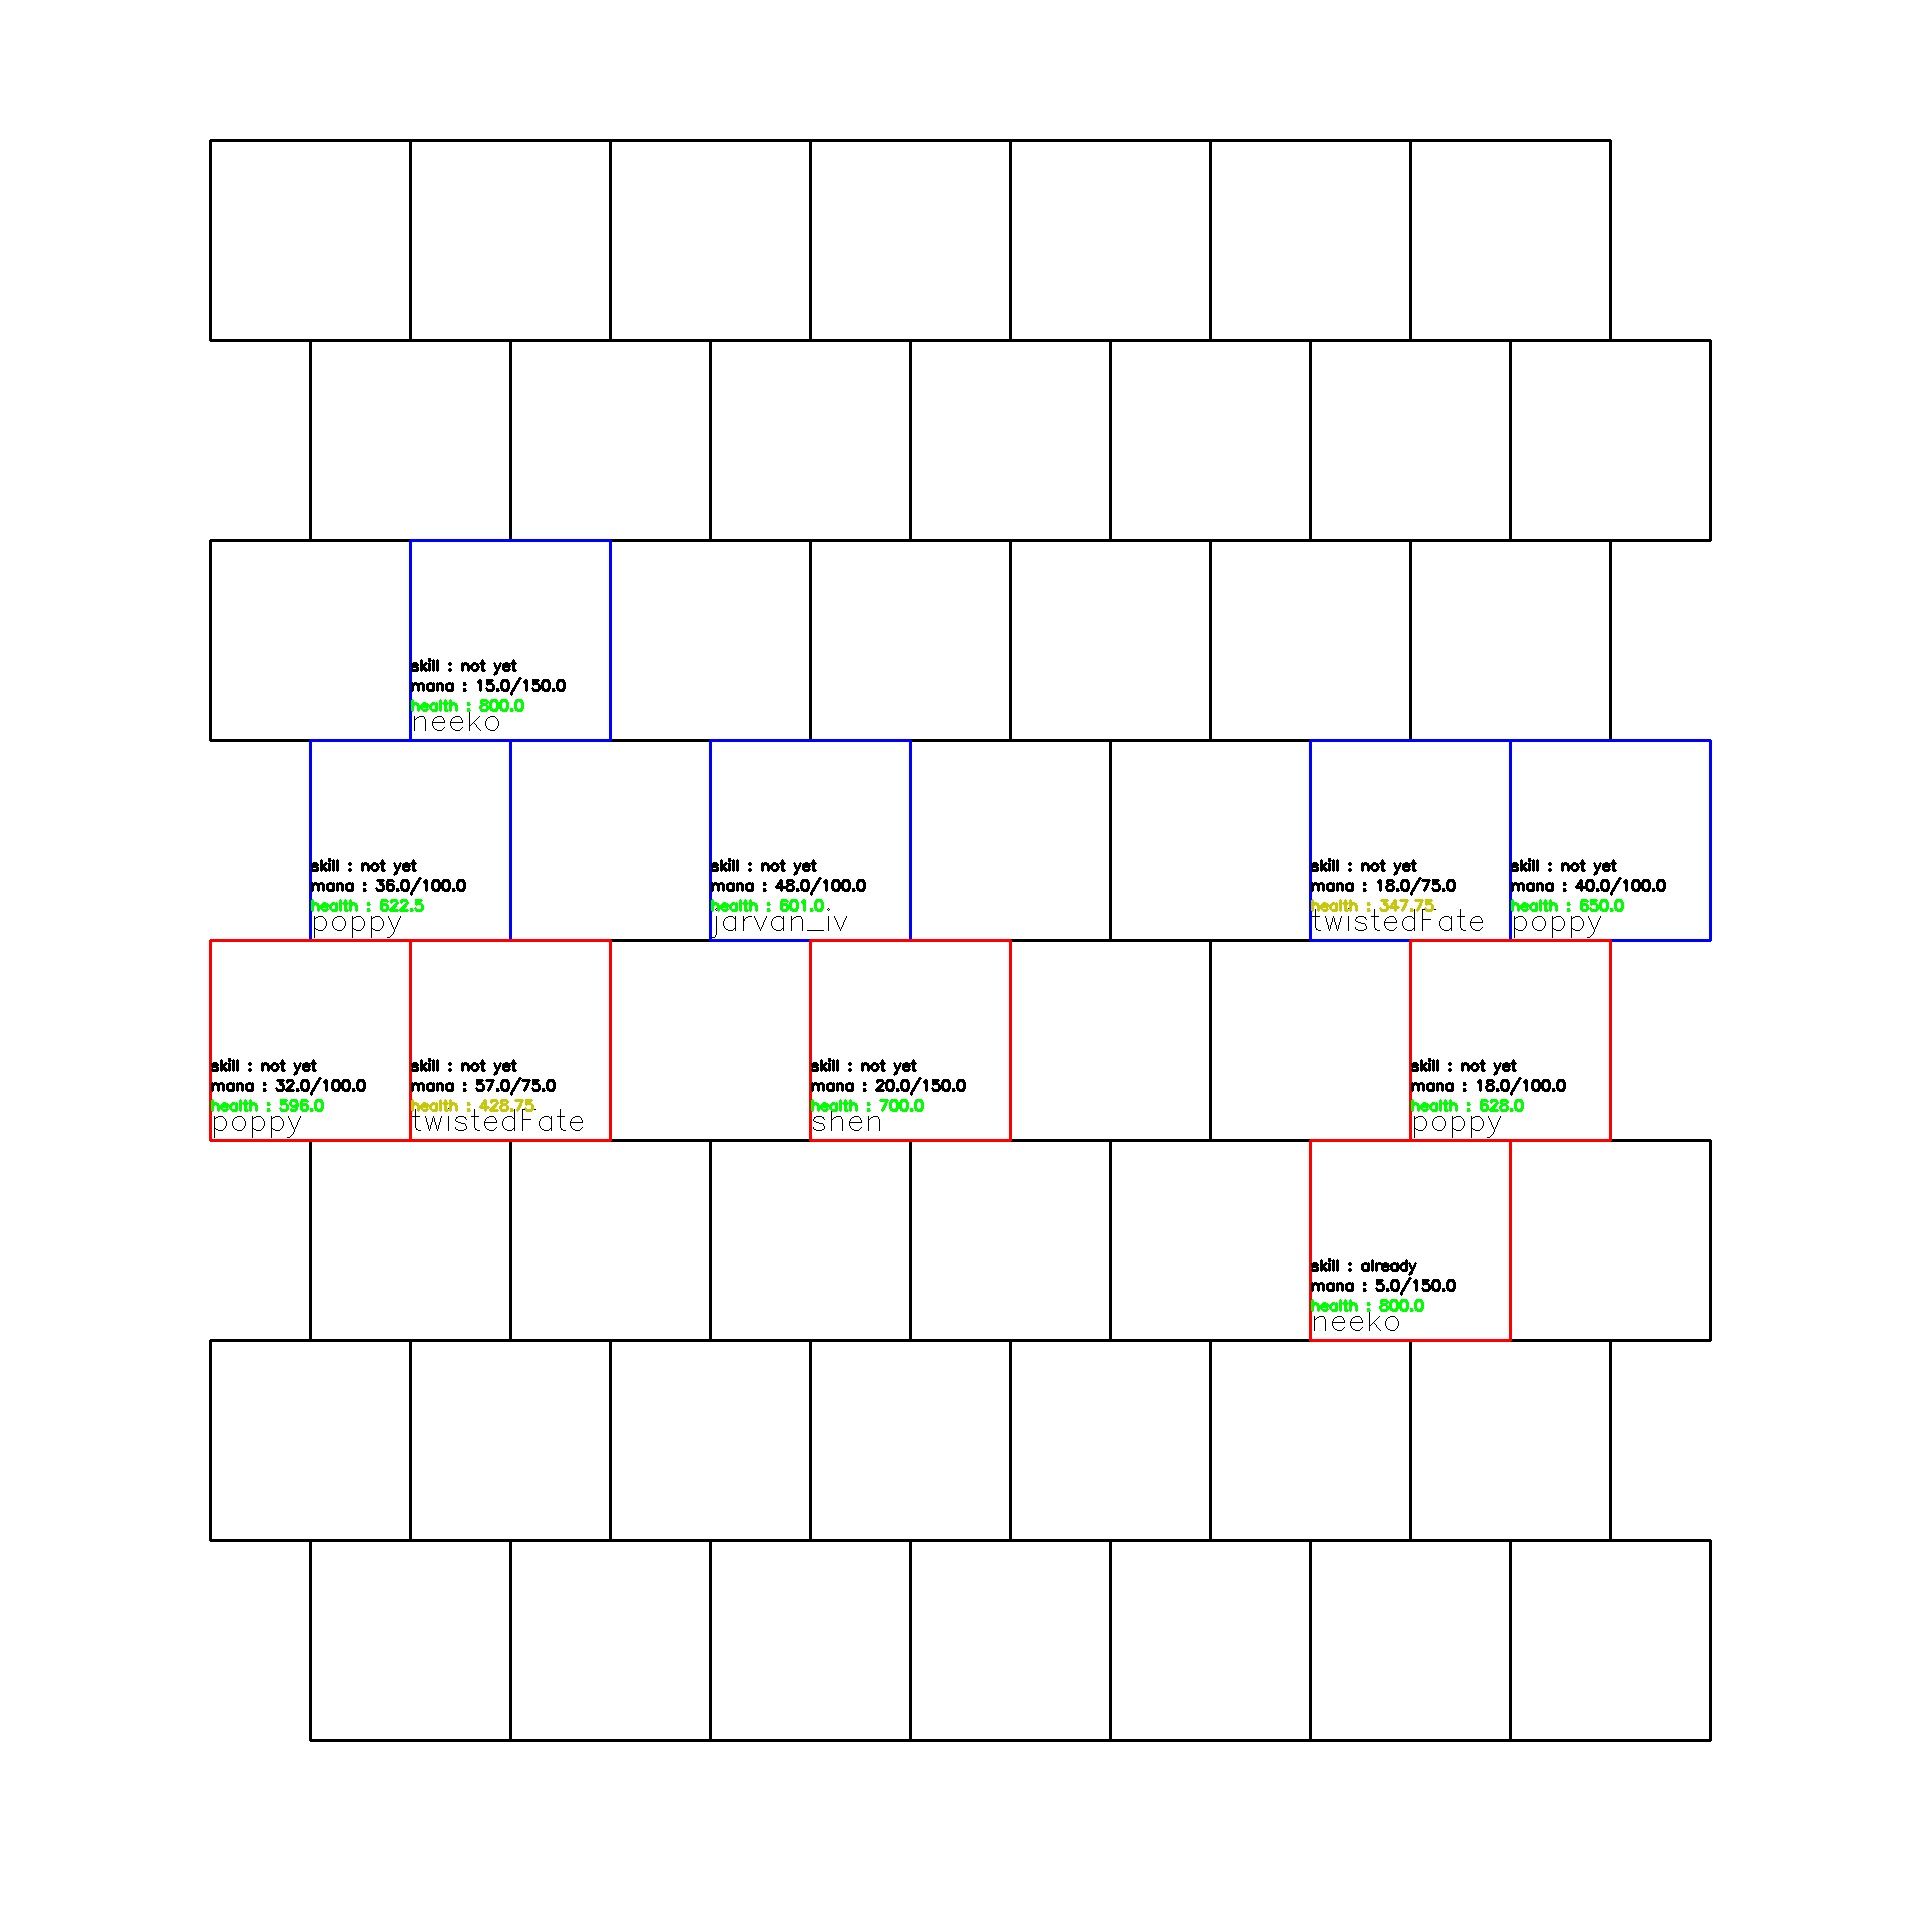 skill : not yet
mana : 15.0/150.0
health : 800.0
neeko
skill : not yet
mana : 36.0/100.0
health : 622.5
poppy
skill : not yet
mana : 48.0/100.0
health : 601.0
jarvan_iv
skill : not yet
mana : 18.0/75.0
health : 347.75
twistedFate
skill : not yet
mana : 40.0/100.0
health : 650.0
poppy
skill : not yet
mana : 32.0/100.0
health : 596.0
poppy
skill : not yet
mana : 57.0/75.0
health : 428.75
twistedFate
skill : not yet
mana : 20.0/150.0
health : 700.0
shen
skill : not yet
mana : 18.0/100.0
health : 628.0
poppy
skill : already
mana : 5.0/150.0
health : 800.0
neeko